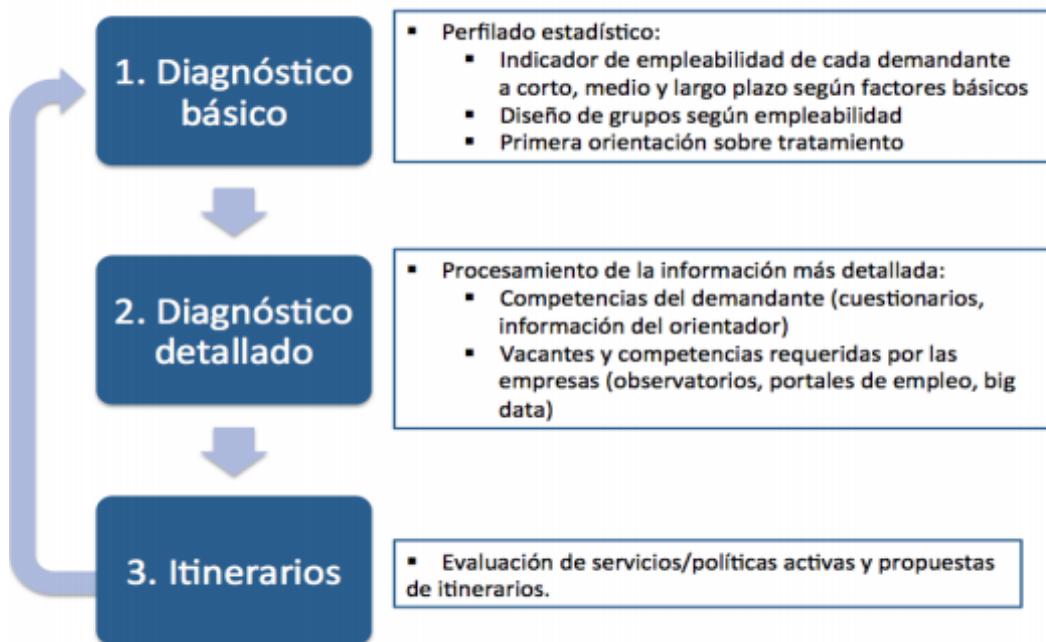 1. Diagnóstico
básico
▪ Perfilado estadístico:
▪ Indicador de empleabilidad de cada demandante
a corto, medio y largo plazo según factores básicos
▪ Diseño de grupos según empleabilidad
▪ Primera orientación sobre tratamiento
2. Diagnóstico
detallado
▪ Procesamiento de la información más detallada:
▪ Competencias del demandante (cuestionarios,
información del orientador)
▪ Vacantes y competencias requeridas por las
empresas (observatorios, portales de empleo, big
data)
3. Itinerarios
▪ Evaluación de servicios/políticas activas y propuestas
de itinerarios.